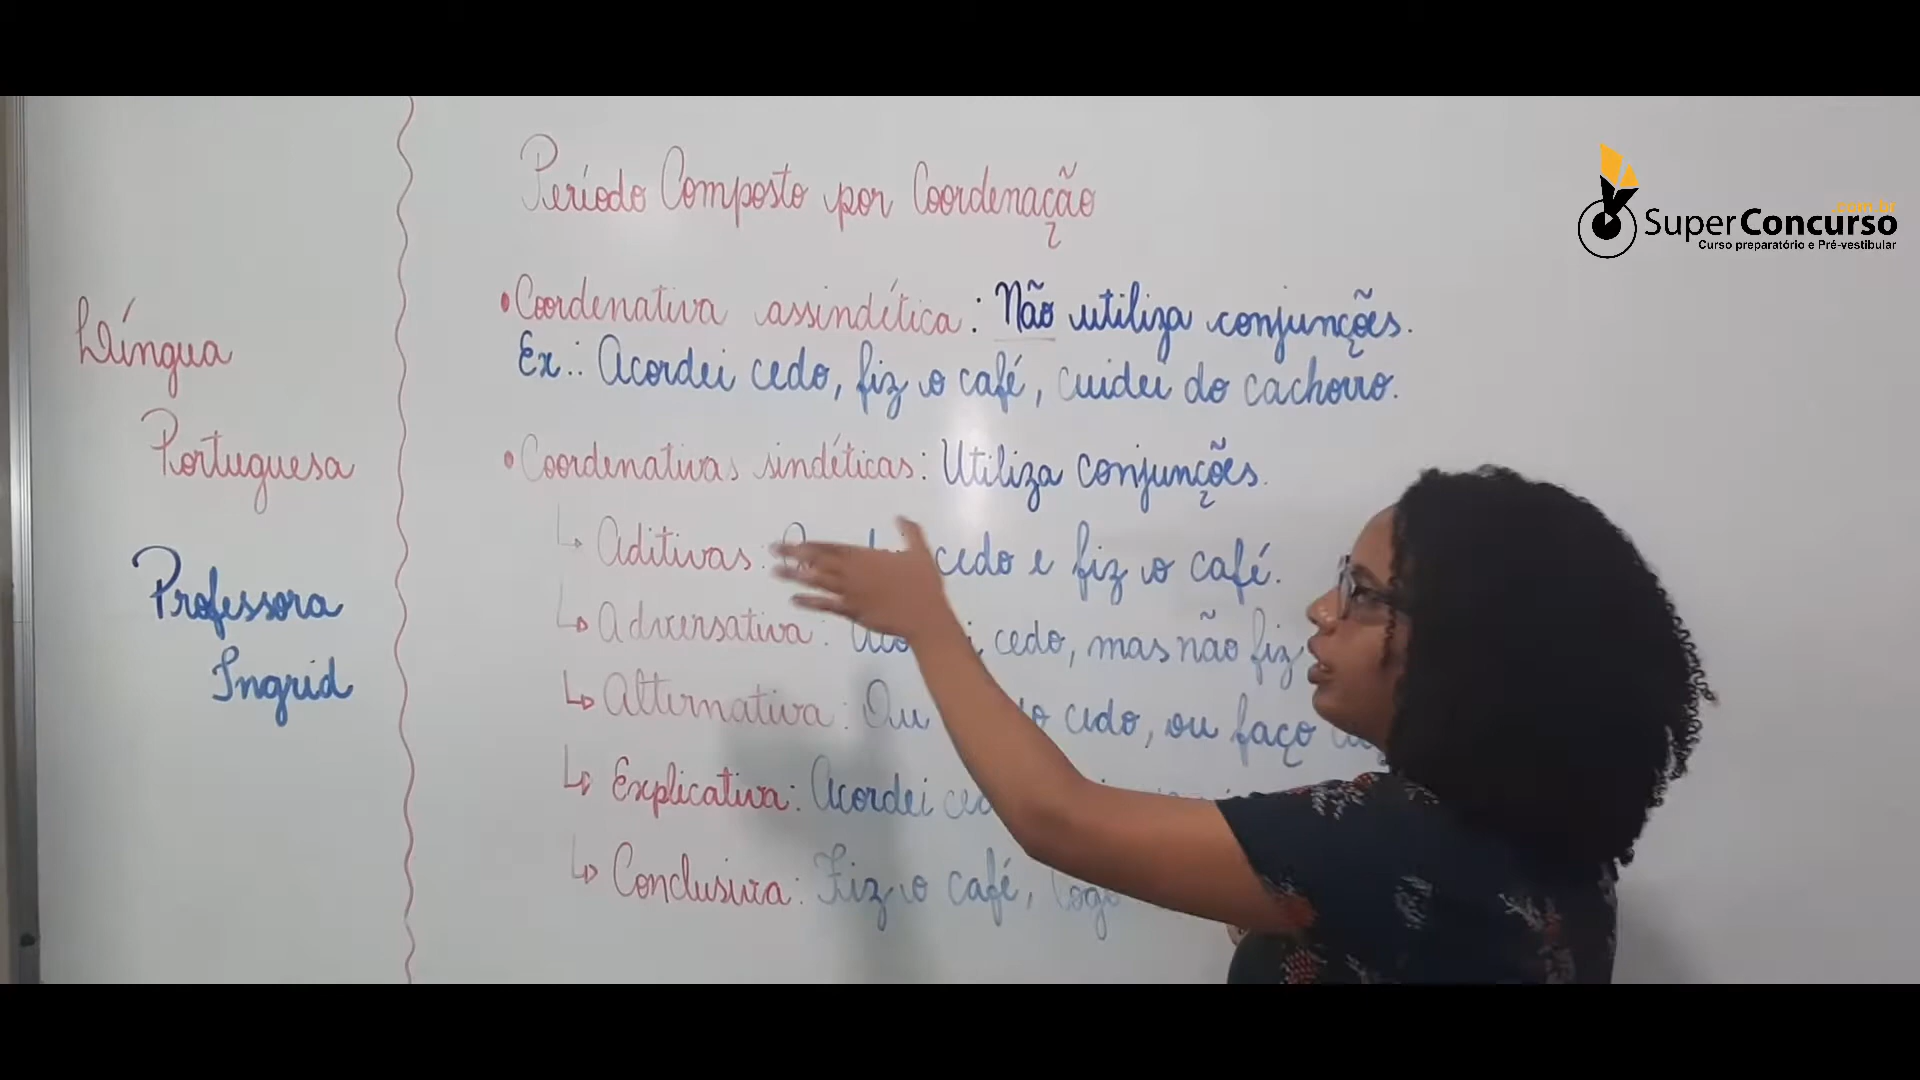 Período Composto por Coordenação
.com.br
SuperConcurso
Curso preparatório e Pré-vestibular
Língua
Portuguesa
Professora
Ingrid
• Coordenativa assindética: Não utiliza conjunções.
Ex.: Acordei cedo, fiz o café, cuidei do cachorro.
• Coordenativas sindéticas: Utiliza conjunções.
↳ Aditivas: cedo e fiz o café.
↳ Adversativa: cedo, mas não fiz
↳ Alternativa: Ou cedo, ou faço
↳ Explicativa: Acordei
↳ Conclusiva: Fiz o café,